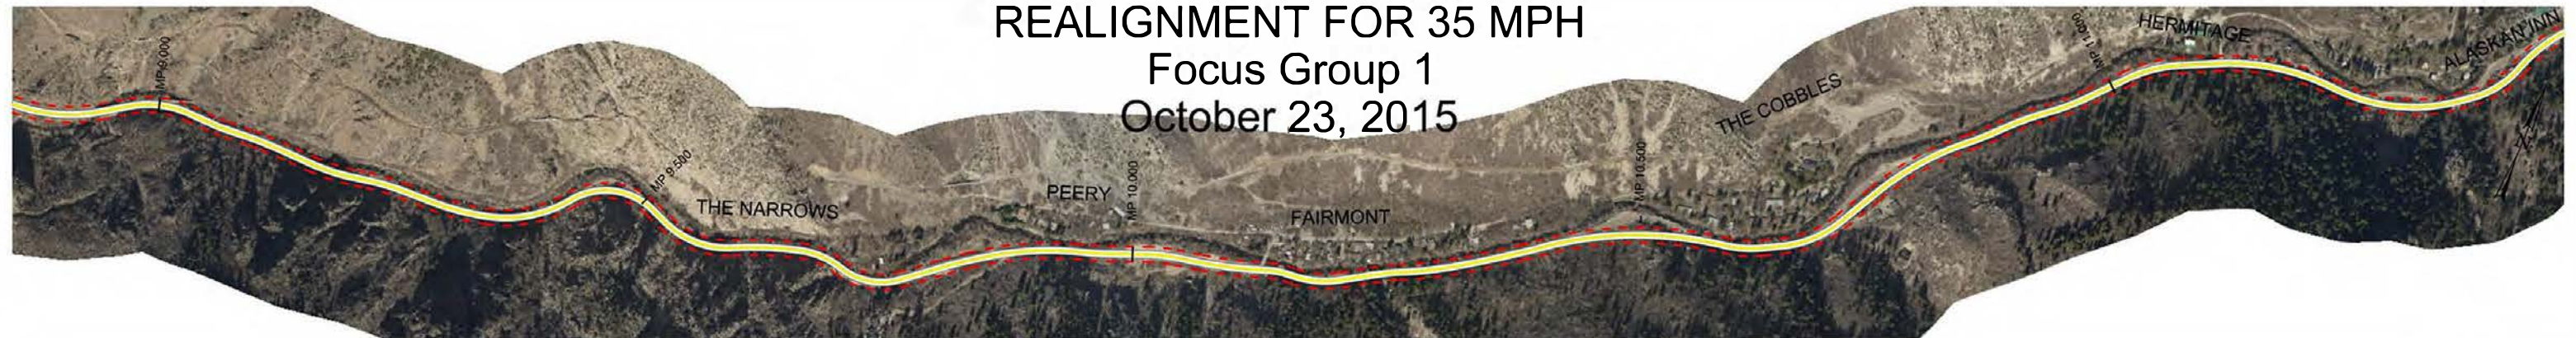 REALIGNMENT FOR 35 MPH
Focus Group 1
October 23, 2015
MP 9.000
MP 9.500
THE NARROWS
PEERY
MP 10.000
FAIRMONT
MP 10.500
THE COBBLES
MP 11.000
HERMITAGE
ALASKAN INN